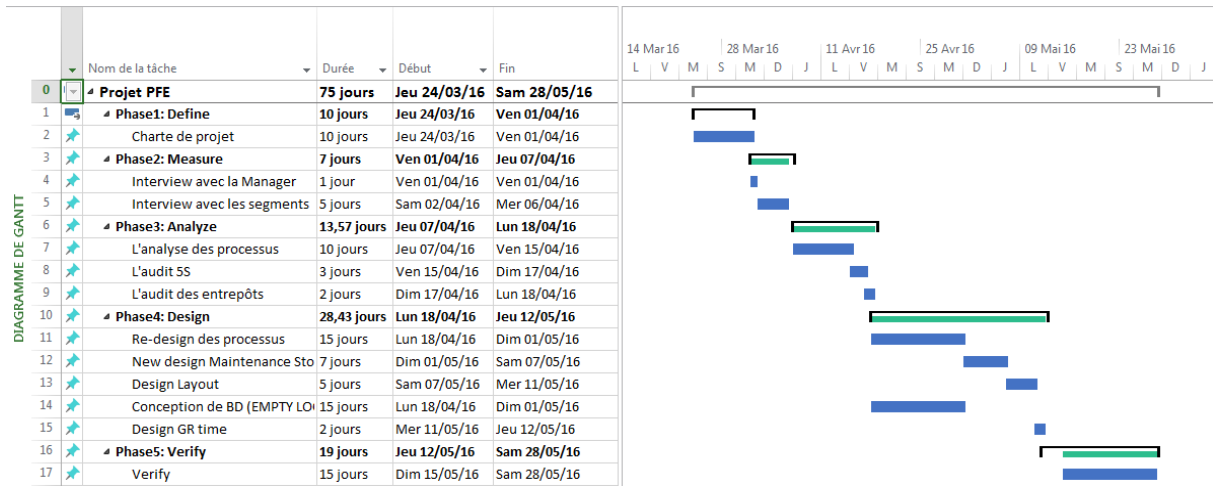 14 Mar 16 28 Mar 16 11 Avr 16 25 Avr 16 09 Mai 16 23 Mai 16
Nom de la tâche Durée Début Fin L V M S M D J L V M S M D J L V M S M D J
DIAGRAMME DE GANTT
0 Projet PFE 75 jours Jeu 24/03/16 Sam 28/05/16
1 Phase1: Define 10 jours Jeu 24/03/16 Ven 01/04/16
2 Charte de projet 10 jours Jeu 24/03/16 Ven 01/04/16
3 Phase2: Measure 7 jours Ven 01/04/16 Jeu 07/04/16
4 Interview avec la Manager 1 jour Ven 01/04/16 Ven 01/04/16
5 Interview avec les segments 5 jours Sam 02/04/16 Mer 06/04/16
6 Phase3: Analyze 13,57 jours Jeu 07/04/16 Lun 18/04/16
7 L'analyse des processus 10 jours Jeu 07/04/16 Ven 15/04/16
8 L'audit 5S 3 jours Ven 15/04/16 Dim 17/04/16
9 L'audit des entrepôts 2 jours Dim 17/04/16 Lun 18/04/16
10 Phase4: Design 28,43 jours Lun 18/04/16 Jeu 12/05/16
11 Re-design des processus 15 jours Lun 18/04/16 Dim 01/05/16
12 New design Maintenance Sto 7 jours Dim 01/05/16 Sam 07/05/16
13 Design Layout 5 jours Sam 07/05/16 Mer 11/05/16
14 Conception de BD (EMPTY LO 15 jours Lun 18/04/16 Dim 01/05/16
15 Design GR time 2 jours Mer 11/05/16 Jeu 12/05/16
16 Phase5: Verify 19 jours Jeu 12/05/16 Sam 28/05/16
17 Verify 15 jours Dim 15/05/16 Sam 28/05/16